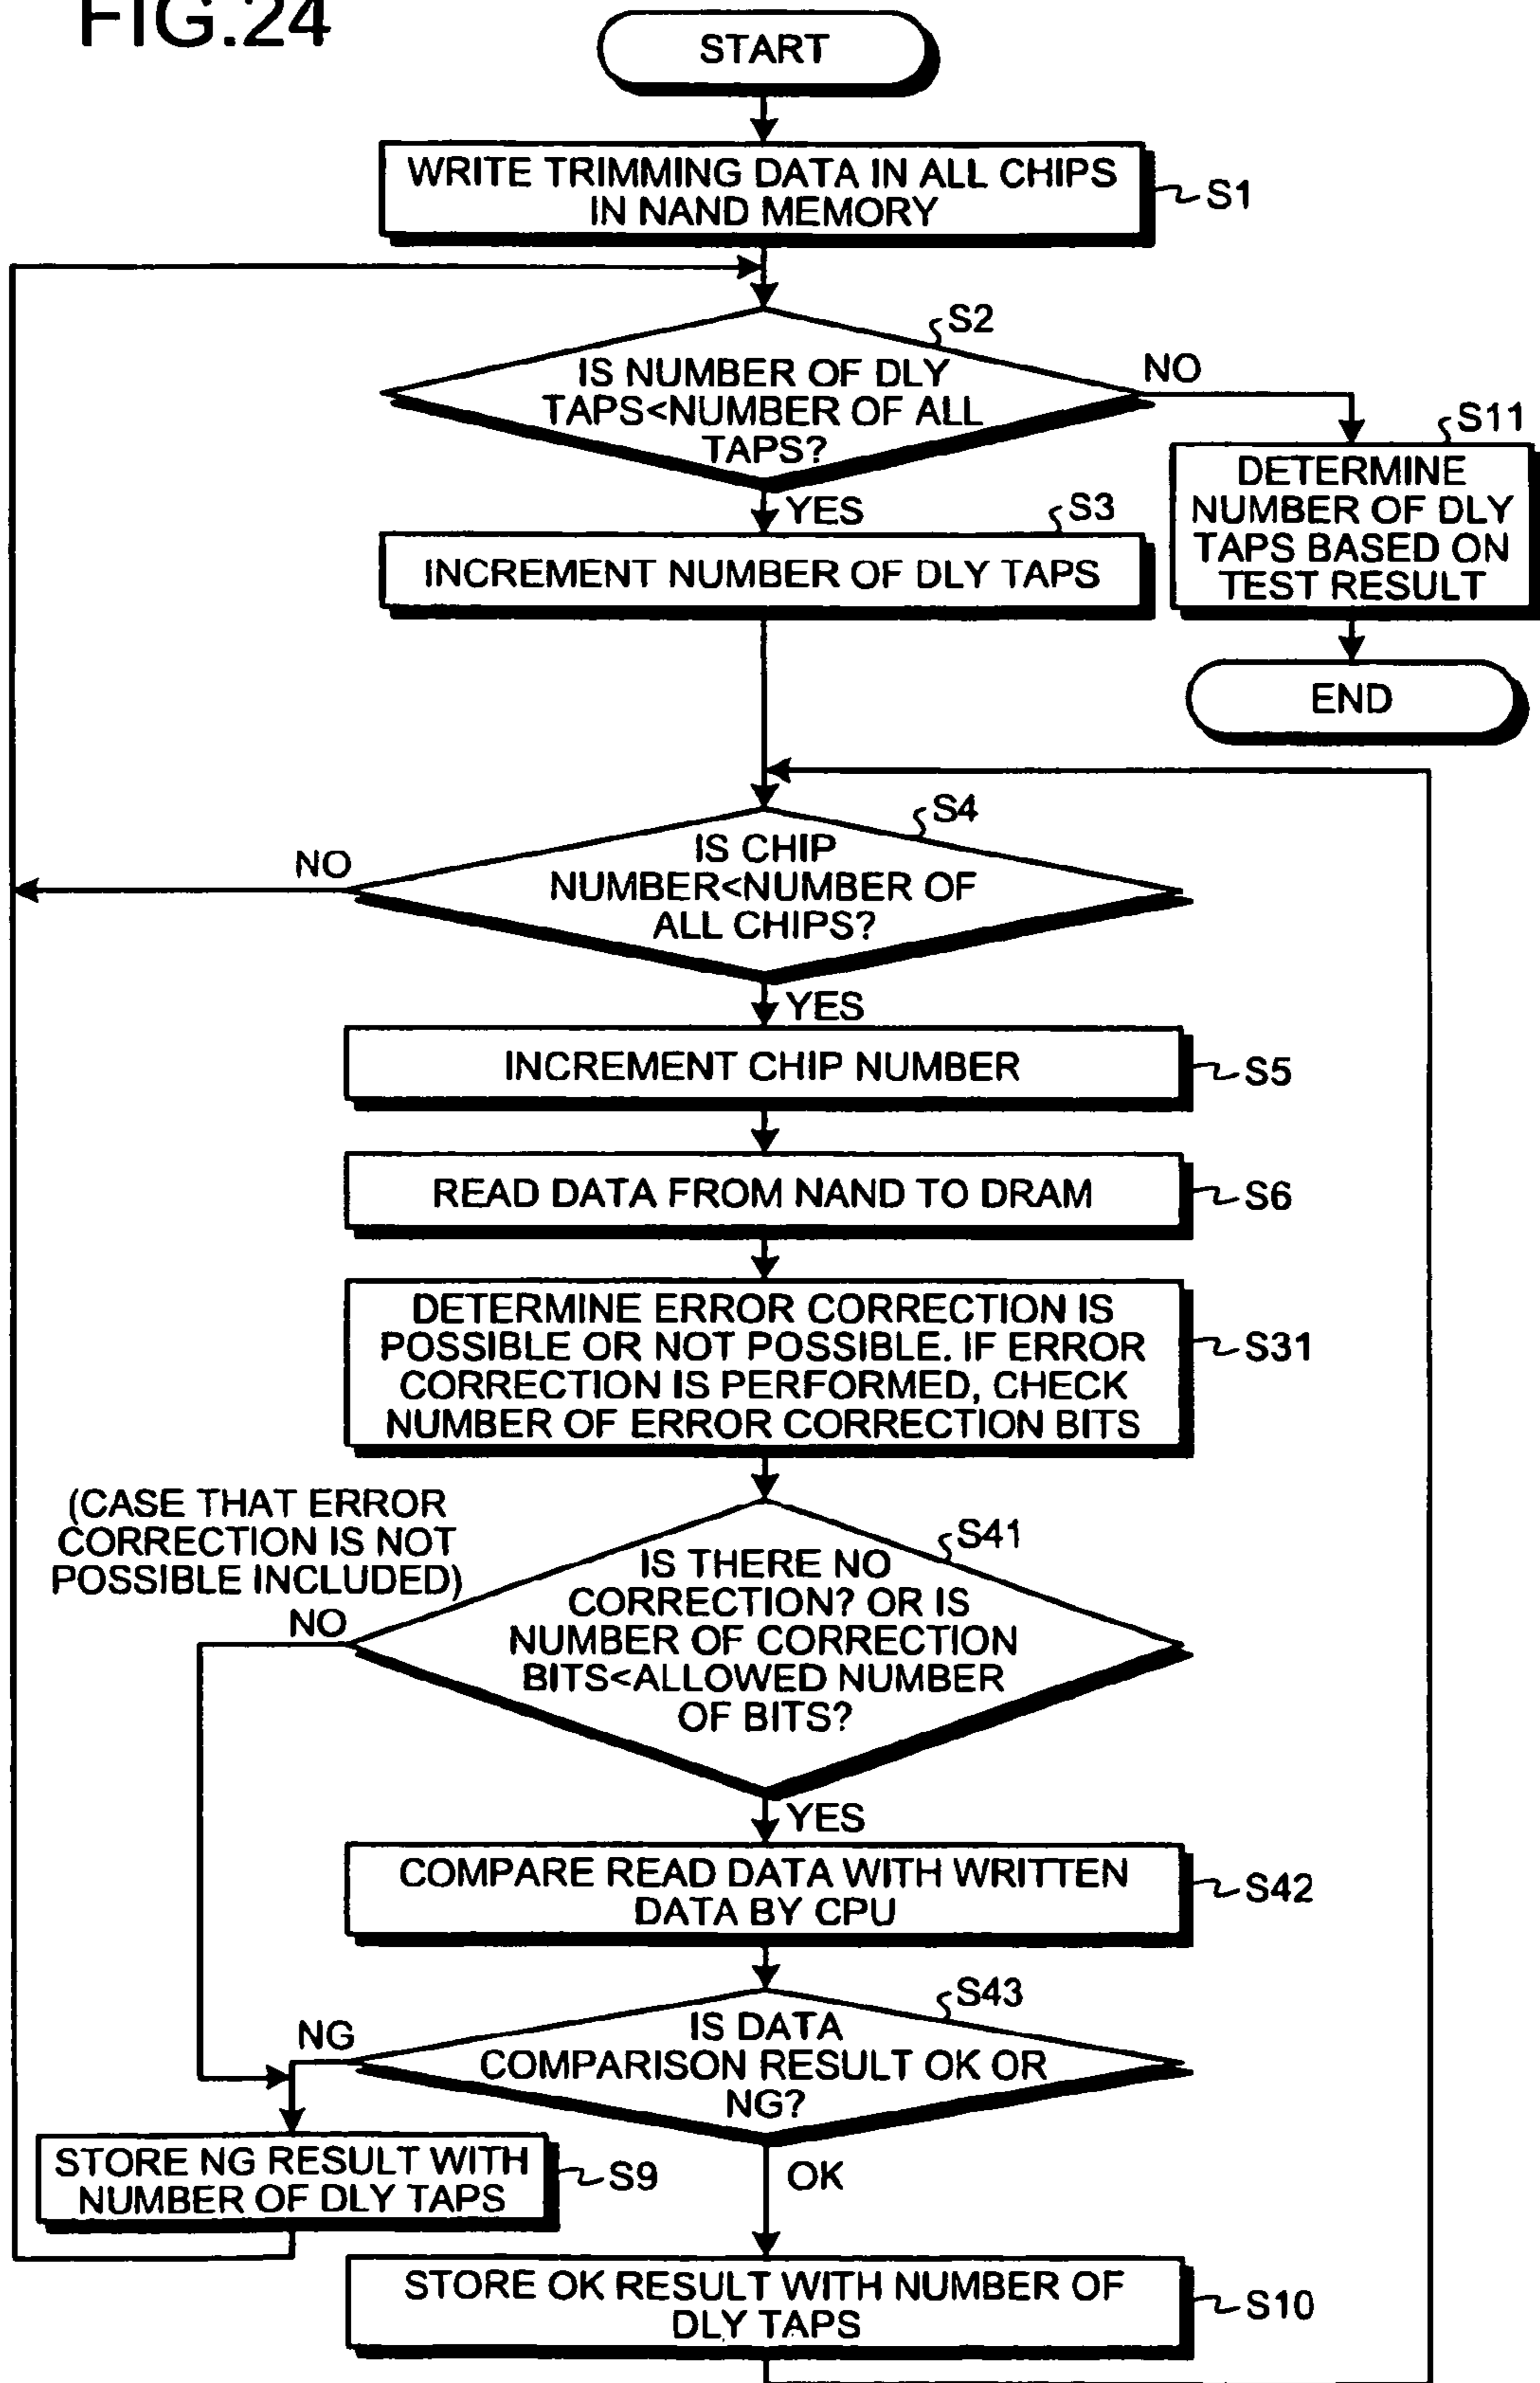 FIG.24
START
WRITE TRIMMING DATA IN ALL CHIPS
IN NAND MEMORY
S1
S2
IS NUMBER OF DLY
TAPS<NUMBER OF ALL
TAPS?
NO
YES
S11
DETERMINE
NUMBER OF DLY
TAPS BASED ON
TEST RESULT
S3
INCREMENT NUMBER OF DLY TAPS
END
S4
IS CHIP
NUMBER<NUMBER OF
ALL CHIPS?
NO
YES
INCREMENT CHIP NUMBER
S5
READ DATA FROM NAND TO DRAM
S6
DETERMINE ERROR CORRECTION IS
POSSIBLE OR NOT POSSIBLE. IF ERROR
CORRECTION IS PERFORMED, CHECK
NUMBER OF ERROR CORRECTION BITS
S31
(CASE THAT ERROR
CORRECTION IS NOT
POSSIBLE INCLUDED)
NO
S41
IS THERE NO
CORRECTION? OR IS
NUMBER OF CORRECTION
BITS<ALLOWED NUMBER
OF BITS?
YES
COMPARE READ DATA WITH WRITTEN
DATA BY CPU
S42
S43
IS DATA
COMPARISON RESULT OK OR
NG?
NG
OK
STORE NG RESULT WITH
NUMBER OF DLY TAPS
S9
STORE OK RESULT WITH NUMBER OF
DLY TAPS
S10